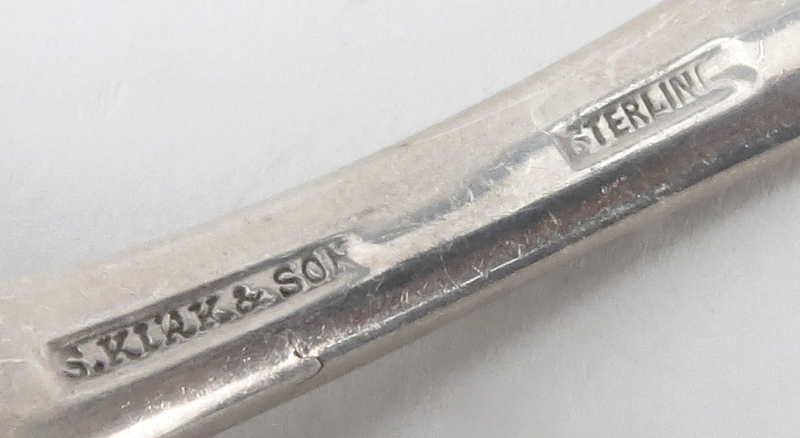 S. KIRK & SON
STERLING